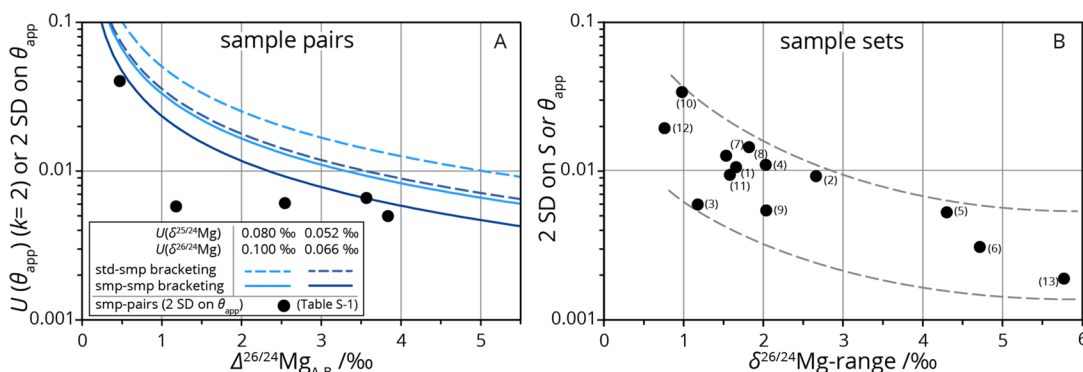 sample pairs
A
0.1
0.01
0.001
U (θapp) (k= 2) or 2 SD on θapp
U(δ25/24Mg) 0.080 ‰ 0.052 ‰
U(δ26/24Mg) 0.100 ‰ 0.066 ‰
std-smp bracketing
smp-smp bracketing
smp-pairs (2 SD on θapp) (Table S-1)
0 1 2 3 4 5
Δ26/24MgA-B /‰
sample sets
B
0.1
0.01
0.001
2 SD on S or θapp
(10)
(12)
(7)
(8)
(4)
(1)
(2)
(11)
(3)
(9)
(5)
(6)
(13)
0 1 2 3 4 5 6
δ26/24Mg-range /‰